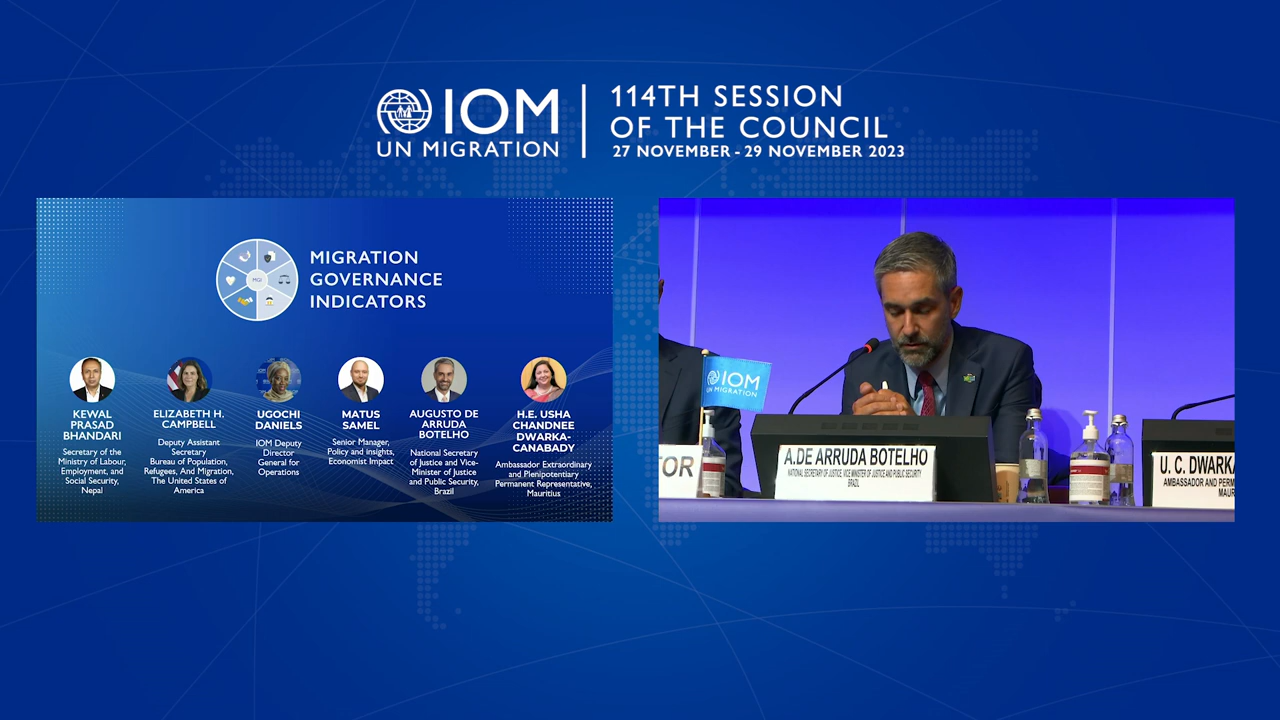 IOM
UN MIGRATION
114TH SESSION
OF THE COUNCIL
27 NOVEMBER - 29 NOVEMBER 2023
MGI
MIGRATION
GOVERNANCE
INDICATORS
KEWAL
PRASAD
BHANDARI
Secretary of the
Ministry of Labour,
Employment, and
Social Security,
Nepal
ELIZABETH H.
CAMPBELL
Deputy Assistant
Secretary
Bureau of Population,
Refugees, And Migration,
The United States of
America
UGOCHI
DANIELS
IOM Deputy
Director
General for
Operations
MATUS
SAMEL
Senior Manager,
Policy and insights,
Economist Impact
AUGUSTO DE
ARRUDA
BOTELHO
National Secretary
of Justice and Vice-
Minister of Justice
and Public Security,
Brazil
H.E. USHA
CHANDNEE
DWARKA-
CANABADY
Ambassador Extraordinary
and Plenipotentiary
Permanent Representative,
Mauritius
IOM
UN MIGRATION
TOR
A.DE ARRUDA BOTELHO
NATIONAL SECRETARY OF JUSTICE, VICE MINISTER OF JUSTICE AND PUBLIC SECURITY
BRAZIL
U. C. DWARKA
AMBASSADOR AND PERM
MAUR